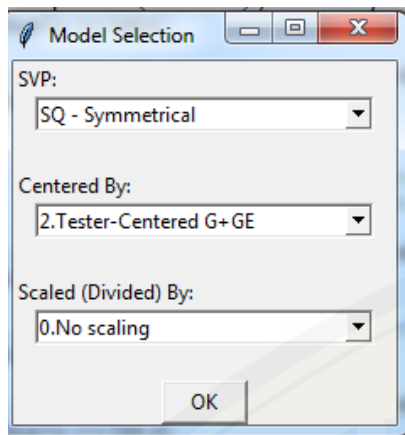 Model Selection
SVP:
SQ - Symmetrical
Centered By:
2.Tester-Centered G+GE
Scaled (Divided) By:
0.No scaling
OK